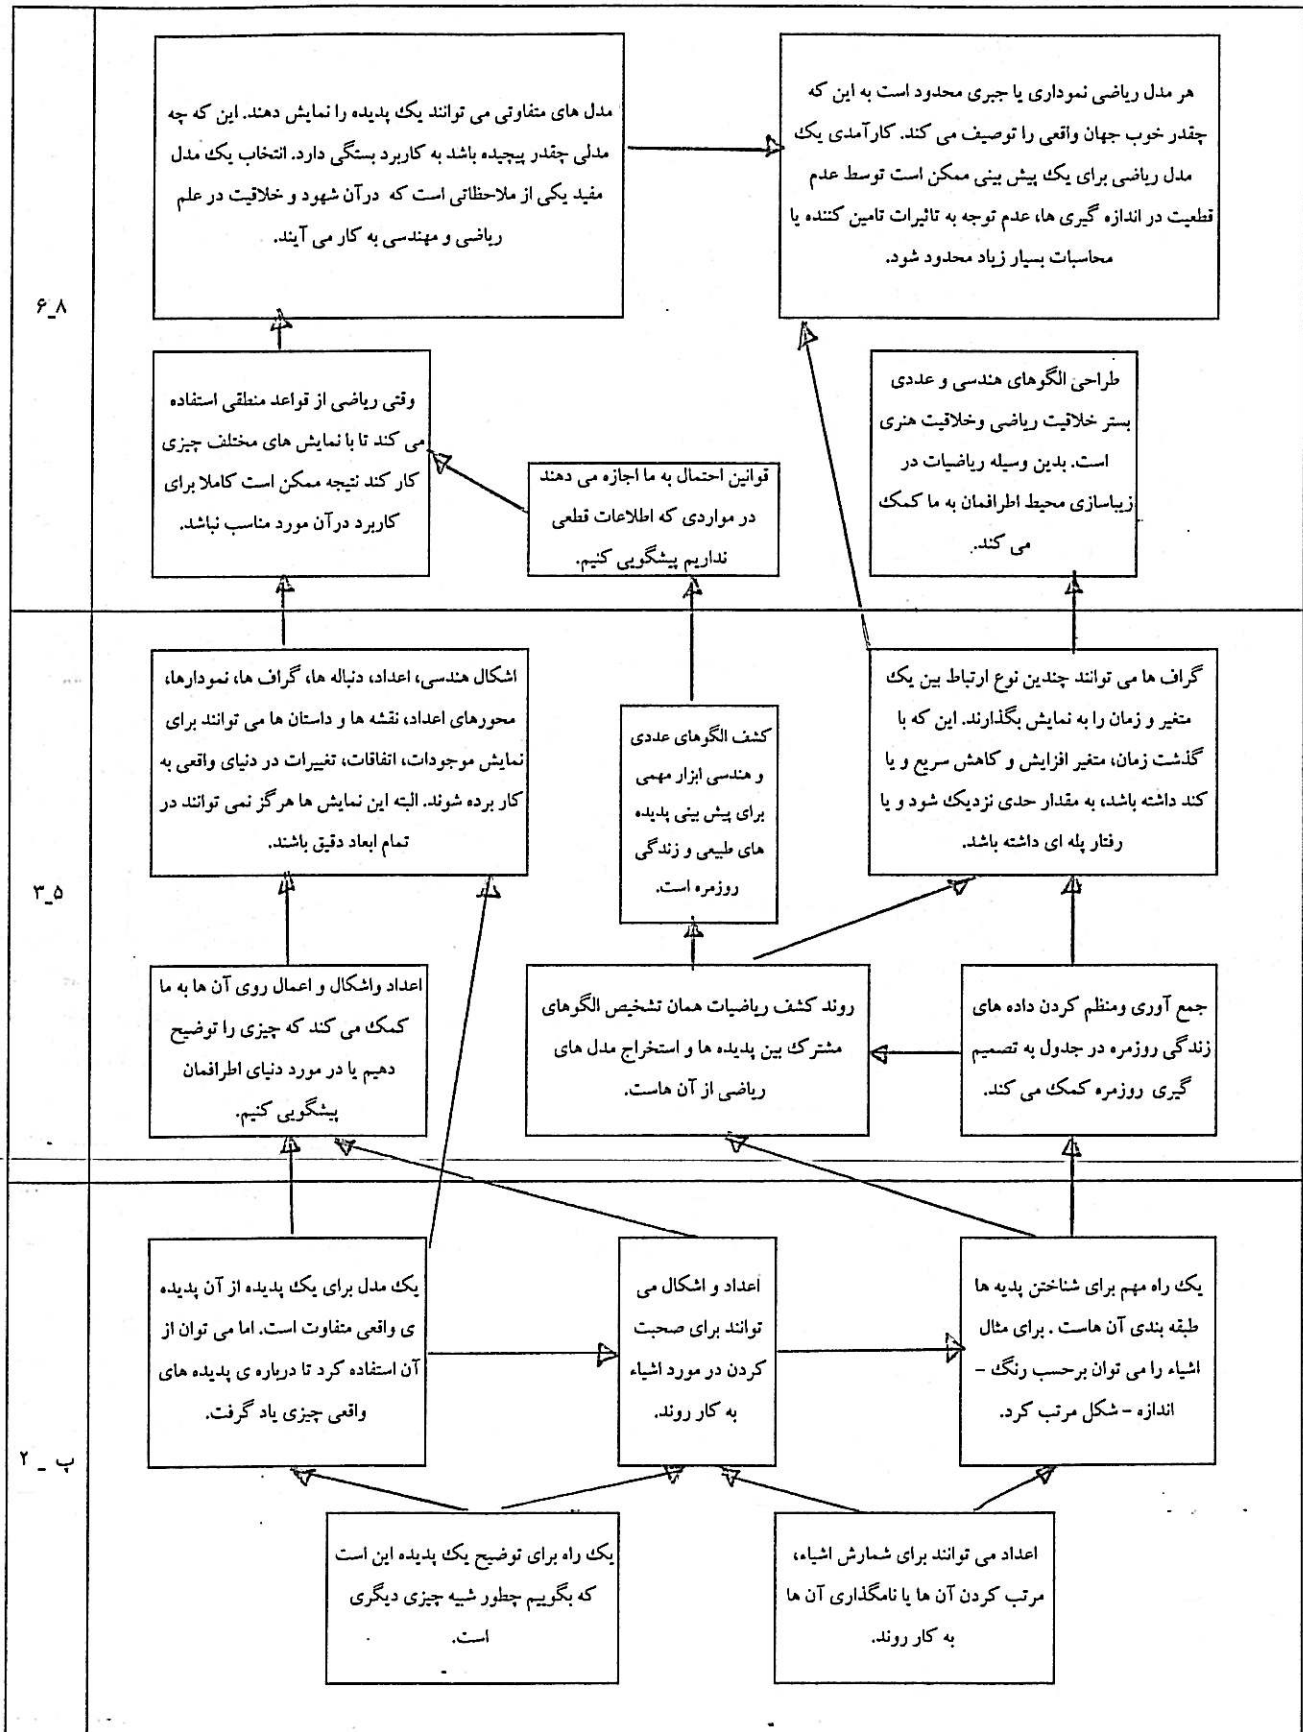 هر مدل ریاضی نموداری یا جبری محدود است به این که
چقدر خوب جهان واقعی را توصیف می کند. کارآمدی یک
مدل ریاضی برای یک پیش بینی ممکن است توسط عدم
قطعیت در اندازه گیری ها، عدم توجه به تاثیرات تامین کننده یا
محاسبات بسیار زیاد محدود شود.
مدل های متفاوتی می توانند یک پدیده را نمایش دهند. این که چه
مدلی چقدر پیچیده باشد به کاربرد بستگی دارد. انتخاب یک مدل
مفید یکی از ملاحظاتی است که درآن شهود و خلاقیت در علم
ریاضی و مهندسی به کار می آیند.
۶_۸
طراحی الگوهای هندسی و عددی
بستر خلاقیت ریاضی وخلاقیت هنری
است. بدین وسیله ریاضیات در
زیباسازی محیط اطرافمان به ما کمک
می کند.
قوانین احتمال به ما اجازه می دهند
در مواردی که اطلاعات قطعی
نداریم پیشگویی کنیم.
وقتی ریاضی از قواعد منطقی استفاده
می کند تا با نمایش های مختلف چیزی
کار کند نتیجه ممکن است کاملا برای
کاربرد درآن مورد مناسب نباشد.
گراف ها می توانند چندین نوع ارتباط بین یک
متغیر و زمان را به نمایش بگذارند. این که با
گذشت زمان، متغیر افزایش و کاهش سریع و یا
کند داشته باشد، به مقدار حدی نزدیک شود و یا
رفتار پله ای داشته باشد.
کشف الگوهای عددی
و هندسی ابزار مهمی
برای پیش بینی پدیده
های طبیعی و زندگی
روزمره است.
اشکال هندسی، اعداد، دنباله ها، گراف ها، نمودارها،
محورهای اعداد، نقشه ها و داستان ها می توانند برای
نمایش موجودات، اتفاقات، تغییرات در دنیای واقعی به
کار برده شوند. البته این نمایش ها هرگز نمی توانند در
تمام ابعاد دقیق باشند.
۳_۵
جمع آوری ومنظم کردن داده های
زندگی روزمره در جدول به تصمیم
گیری روزمره کمک می کند.
روند کشف ریاضیات همان تشخیص الگوهای
مشترک بین پدیده ها و استخراج مدل های
ریاضی از آن هاست.
اعداد واشکال و اعمال روی آن ها به ما
کمک می کند که چیزی را توضیح
دهیم یا در مورد دنیای اطرافمان
پیشگویی کنیم.
یک راه مهم برای شناختن پدیه ها
طبقه بندی آن هاست . برای مثال
اشیاء را می توان برحسب رنگ –
اندازه – شکل مرتب کرد.
اعداد و اشکال می
توانند برای صحبت
کردن در مورد اشیاء
به کار روند.
یک مدل برای یک پدیده از آن پدیده
ی واقعی متفاوت است. اما می توان از
آن استفاده کرد تا درباره ی پدیده های
واقعی چیزی یاد گرفت.
پ _ ۲
اعداد می توانند برای شمارش اشیاء،
مرتب کردن آن ها یا نامگذاری آن ها
به کار روند.
یک راه برای توضیح یک پدیده این است
که بگوییم چطور شبیه چیزی دیگری
است.